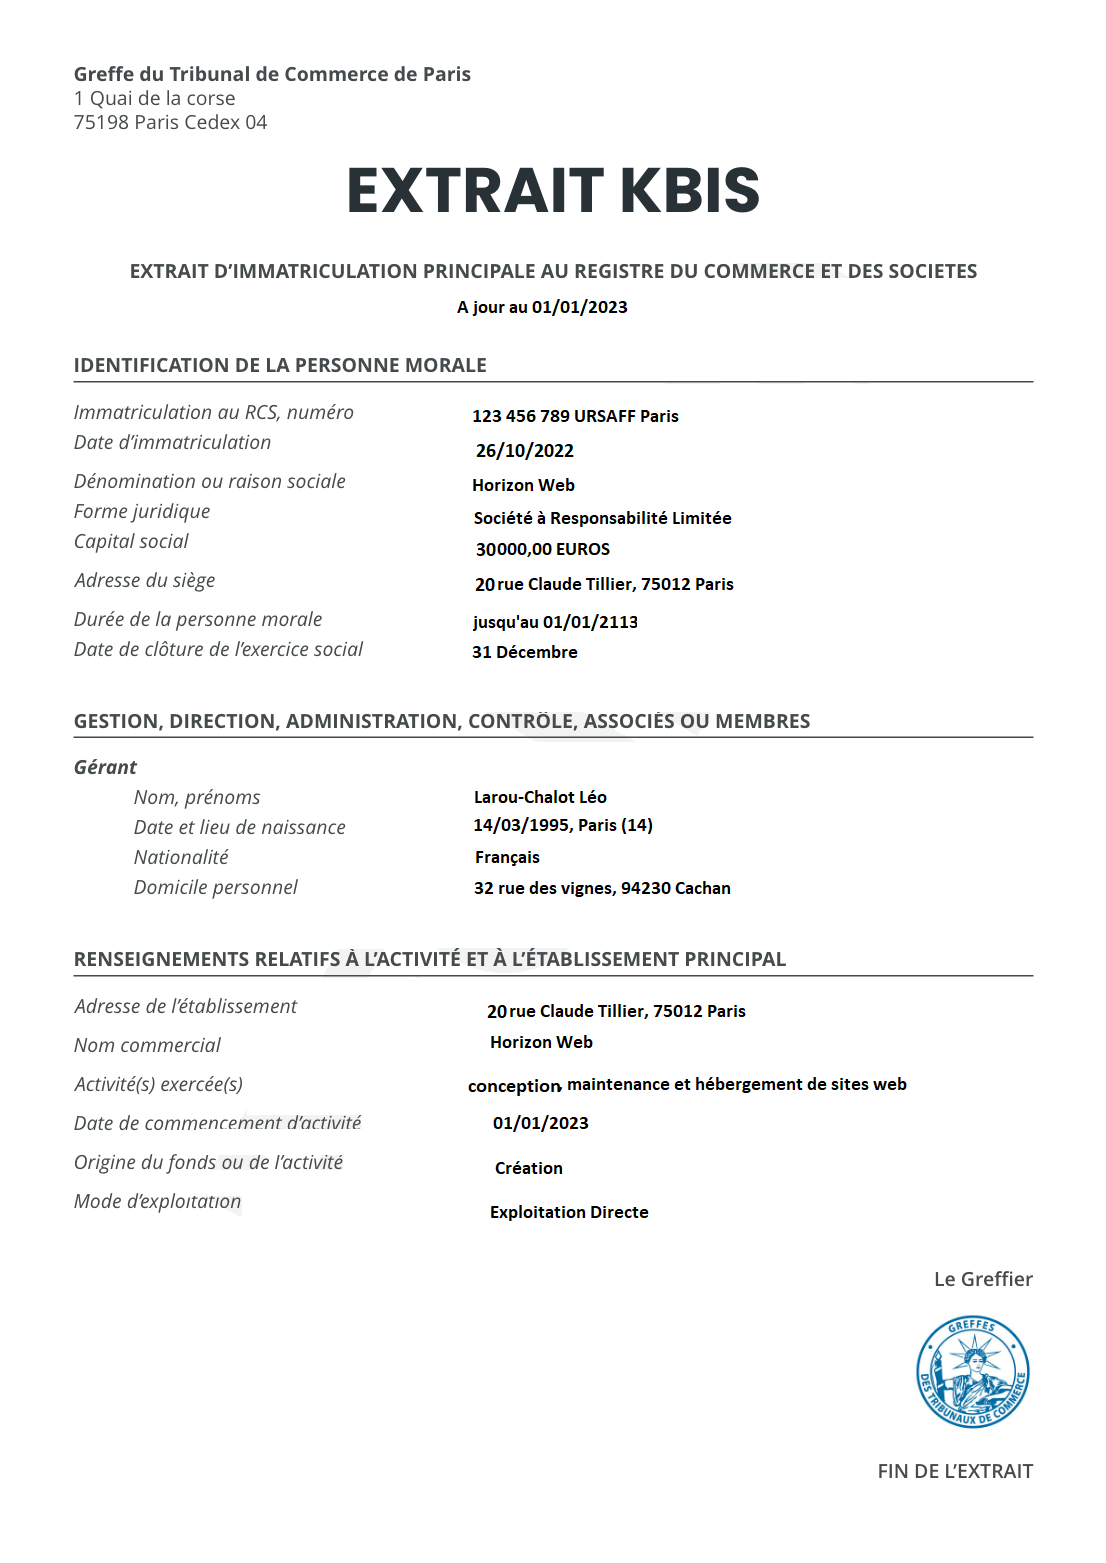 Greffe du Tribunal de Commerce de Paris
1 Quai de la corse
75198 Paris Cedex 04
EXTRAIT KBIS
EXTRAIT D’IMMATRICULATION PRINCIPALE AU REGISTRE DU COMMERCE ET DES SOCIETES
A jour au 01/01/2023
IDENTIFICATION DE LA PERSONNE MORALE
Immatriculation au RCS, numéro 123 456 789 URSAFF Paris
Date d’immatriculation 26/10/2022
Dénomination ou raison sociale Horizon Web
Forme juridique Société à Responsabilité Limitée
Capital social 30000,00 EUROS
Adresse du siège 20 rue Claude Tillier, 75012 Paris
Durée de la personne morale jusqu'au 01/01/2113
Date de clôture de l’exercice social 31 Décembre
GESTION, DIRECTION, ADMINISTRATION, CONTRÔLE, ASSOCIÉS OU MEMBRES
Gérant
Nom, prénoms Larou-Chalot Léo
Date et lieu de naissance 14/03/1995, Paris (14)
Nationalité Français
Domicile personnel 32 rue des vignes, 94230 Cachan
RENSEIGNEMENTS RELATIFS À L’ACTIVITÉ ET À L’ÉTABLISSEMENT PRINCIPAL
Adresse de l’établissement 20 rue Claude Tillier, 75012 Paris
Nom commercial Horizon Web
Activité(s) exercée(s) conception, maintenance et hébergement de sites web
Date de commencement d’activité 01/01/2023
Origine du fonds ou de l’activité Création
Mode d’exploitation Exploitation Directe
Le Greffier
GREFFES
DES TRIBUNAUX DE COMMERCE
FIN DE L’EXTRAIT